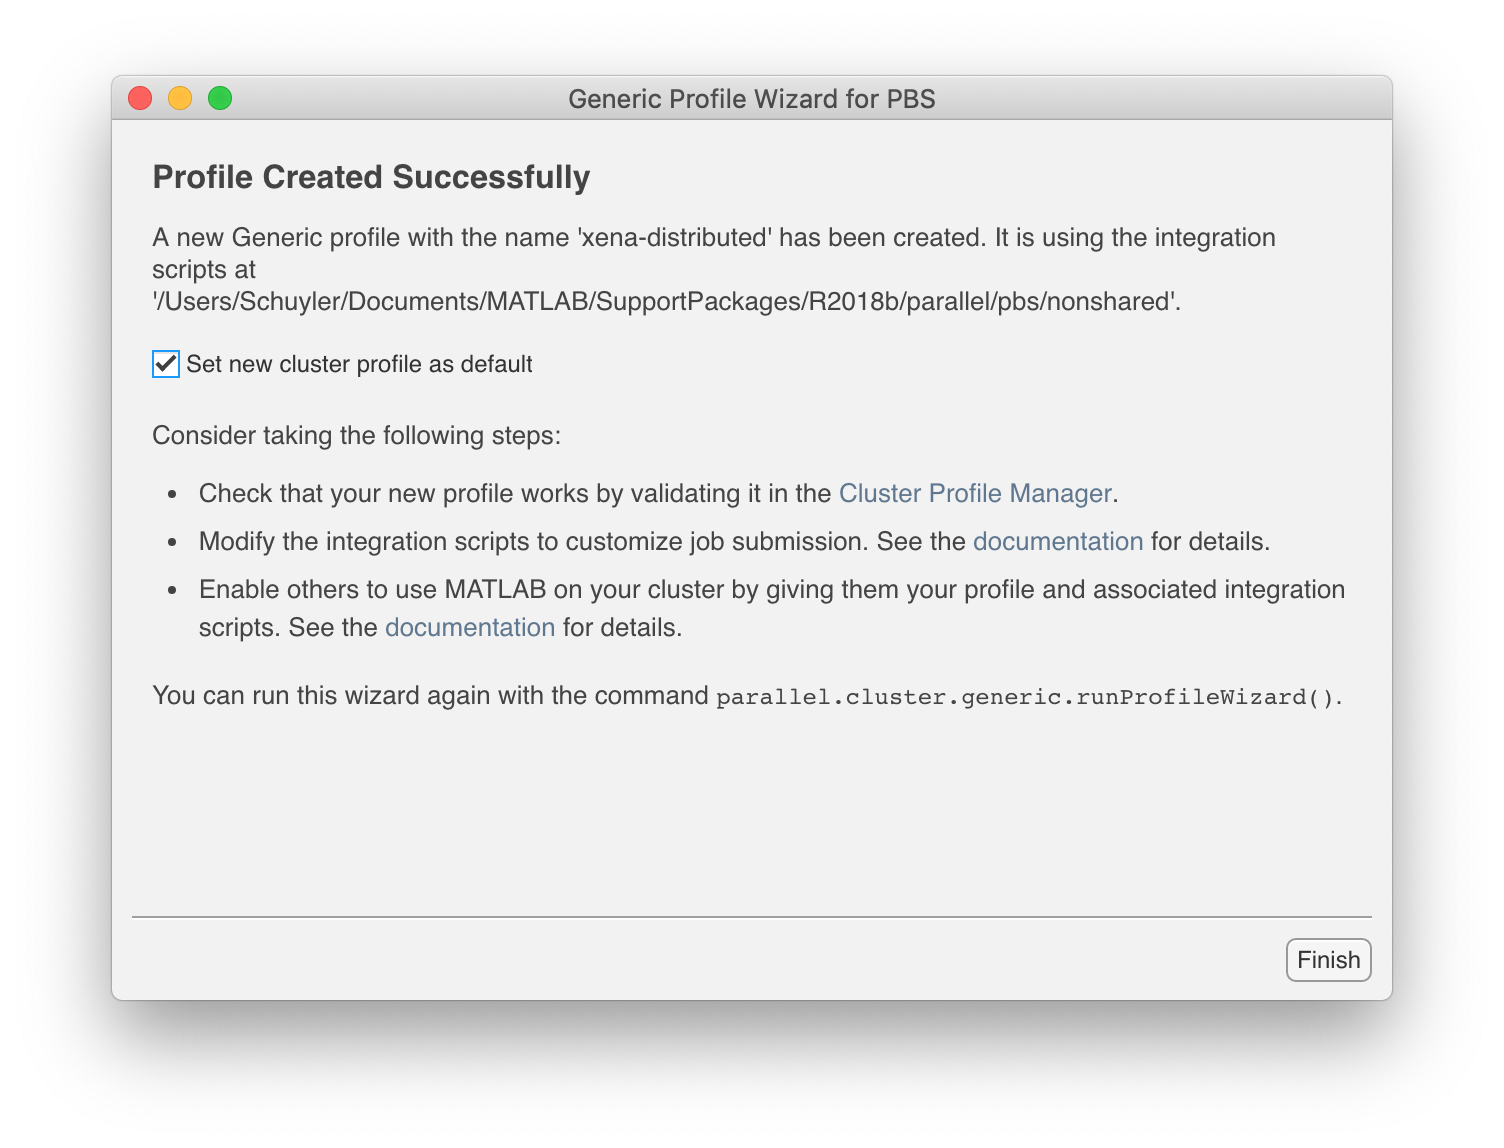 Generic Profile Wizard for PBS
Profile Created Successfully
A new Generic profile with the name 'xena-distributed' has been created. It is using the integration
scripts at
'/Users/Schuyler/Documents/MATLAB/SupportPackages/R2018b/parallel/pbs/nonshared'.
Set new cluster profile as default
Consider taking the following steps:
• Check that your new profile works by validating it in the Cluster Profile Manager.
• Modify the integration scripts to customize job submission. See the documentation for details.
• Enable others to use MATLAB on your cluster by giving them your profile and associated integration
scripts. See the documentation for details.
You can run this wizard again with the command parallel.cluster.generic.runProfileWizard().
Finish